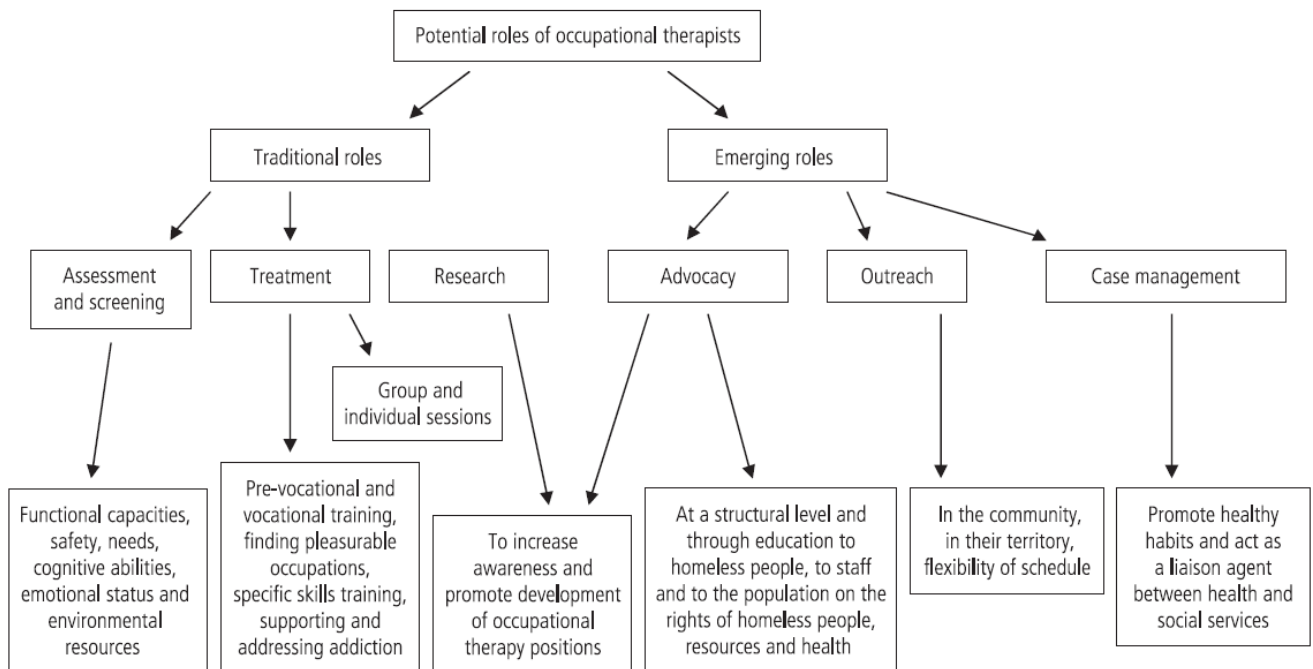 Potential roles of occupational therapists
Traditional roles
Emerging roles
Assessment
and screening
Treatment
Research
Advocacy
Outreach
Case management
Group and
individual sessions
Functional capacities,
safety, needs,
cognitive abilities,
emotional status and
environmental
resources
Pre-vocational and
vocational training,
finding pleasurable
occupations,
specific skills training,
supporting and
addressing addiction
To increase
awareness and
promote development
of occupational
therapy positions
At a structural level and
through education to
homeless people, to staff
and to the population on the
rights of homeless people,
resources and health
In the community,
in their territory,
flexibility of schedule
Promote healthy
habits and act as
a liaison agent
between health and
social services